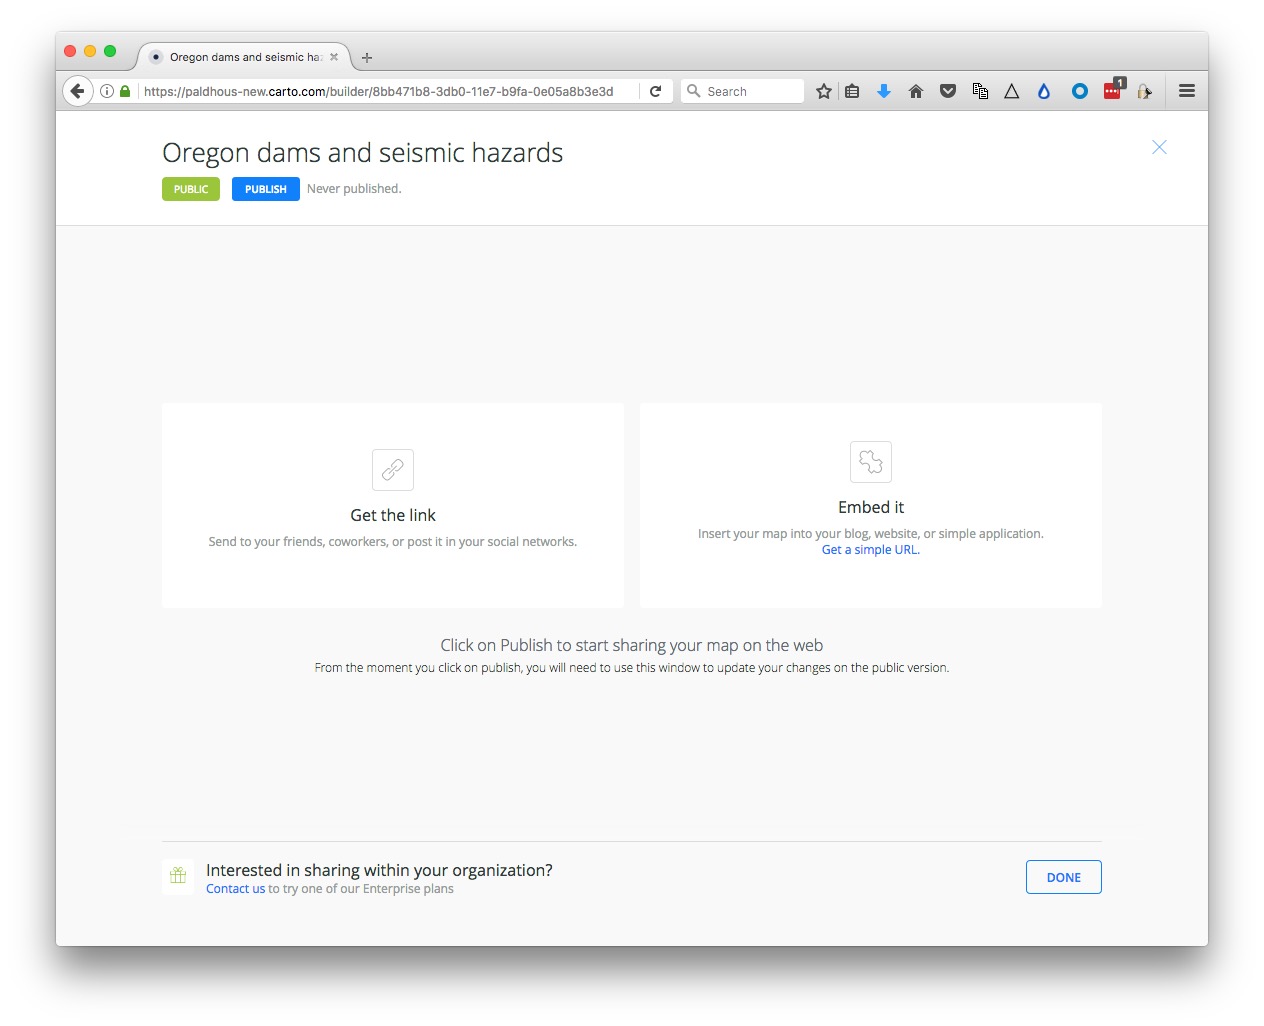 Oregon dams and seismic haz
https://paldhous-new.carto.com/builder/8bb471b8-3db0-11e7-b9fa-0e05a8b3e3ed
Search
1
Oregon dams and seismic hazards
PUBLIC
PUBLISH
Never published.
Get the link
Send to your friends, coworkers, or post it in your social networks.
Embed it
Insert your map into your blog, website, or simple application.
Get a simple URL.
Click on Publish to start sharing your map on the web
From the moment you click on publish, you will need to use this window to update your changes on the public version.
Interested in sharing within your organization?
Contact us to try one of our Enterprise plans
DONE